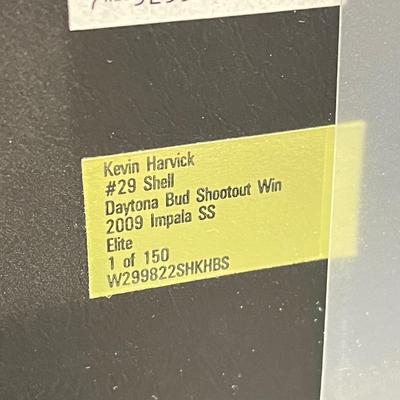 Kevin Harvick
#29 Shell
Daytona Bud Shootout Win
2009 Impala SS
Elite
1 of 150
W299822SHKHBS